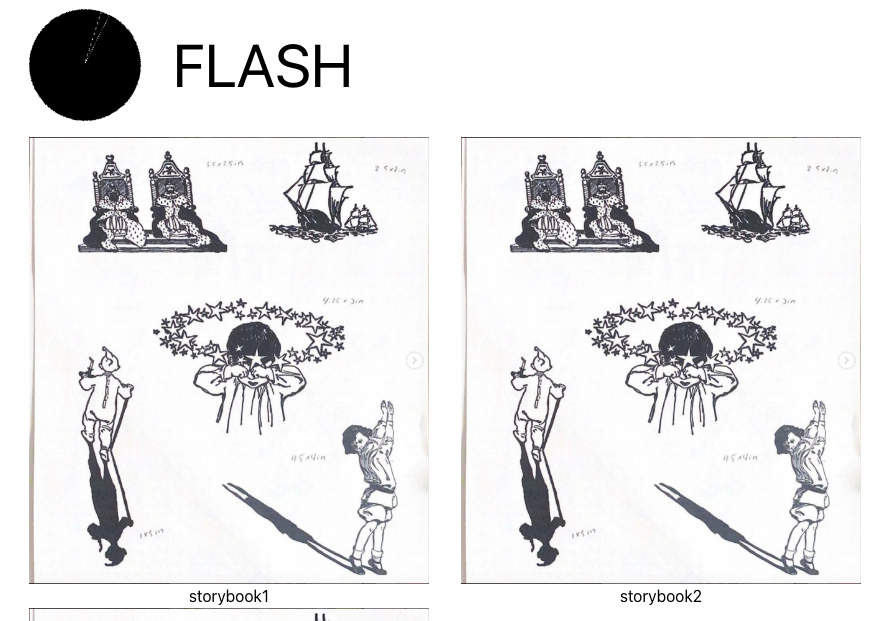 FLASH
3.5x2.5in
2.5x2in
4.25x3in
4.5x4in
1x5in
3.5x2.5in
2.5x2in
4.25x3in
4.5x4in
1x5in
storybook1
storybook2